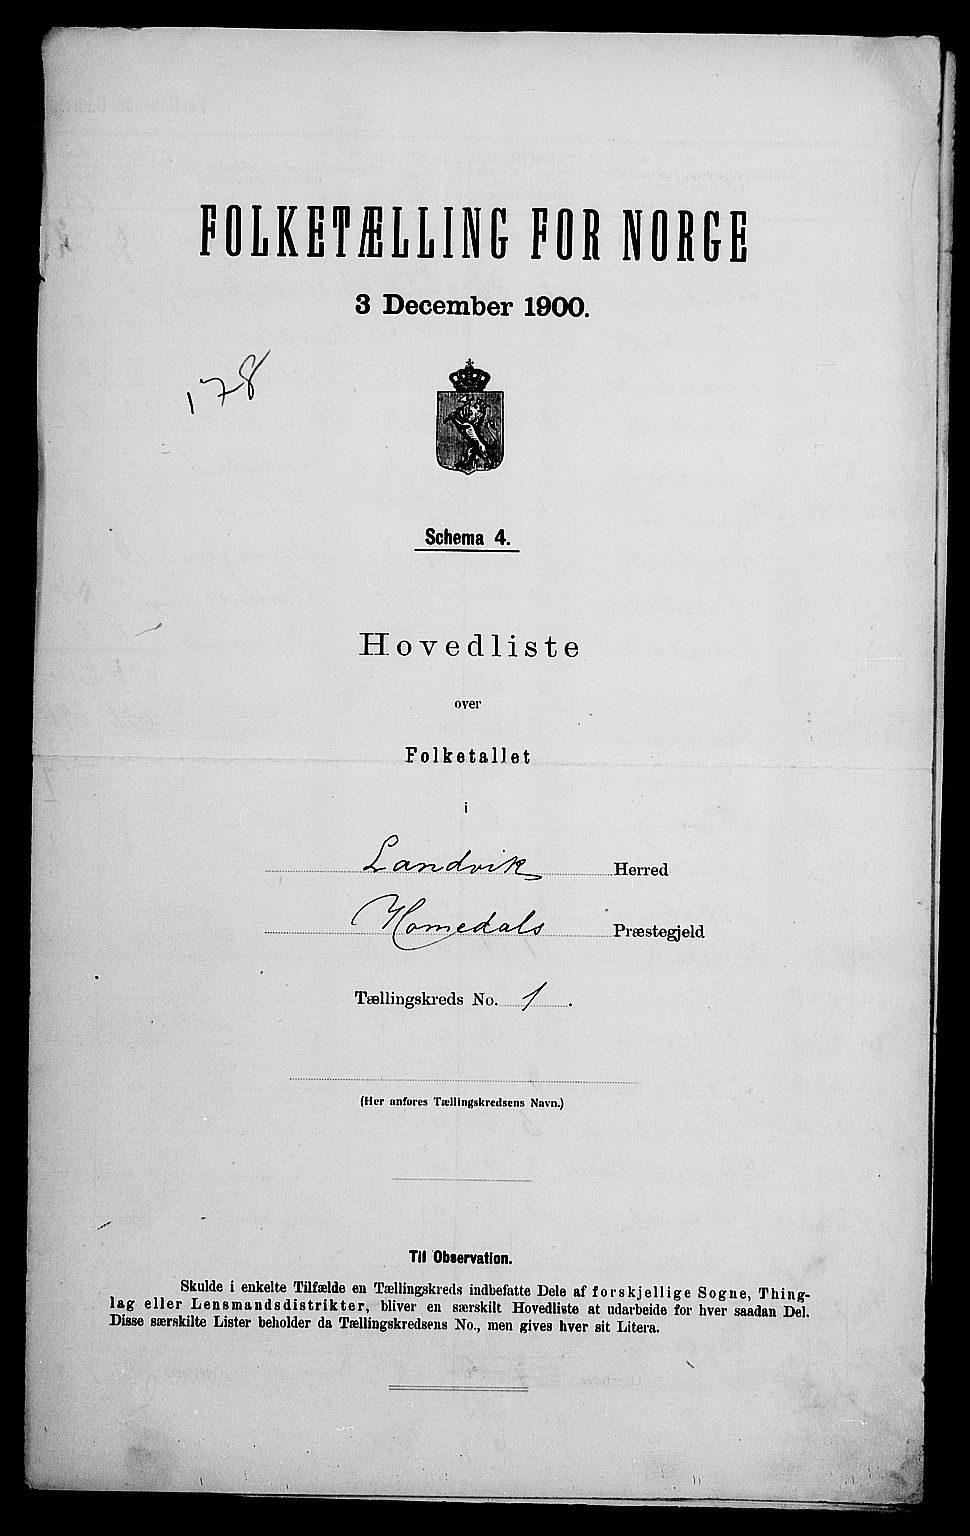 FOLKETÆLLING FOR NORGE
3 December 1900.
178
Schema 4.
Hovedliste
over
Folketallet
i
Landvik Herred
Homedals Præstegjeld
Tællingskreds No. 1.
(Her anføres Tællingskredsens Navn.)
Til Observation.
Skulde i enkelte Tilfælde en Tællingskreds indbefatte Dele af forskjellige Sogne, Thing-
lag eller Lensmandsdistrikter, bliver en særskilt Hovedliste at udarbeide for hver saadan Del.
Disse særskilte Lister beholder da Tællingskredsens No., men gives hver sit Litera.